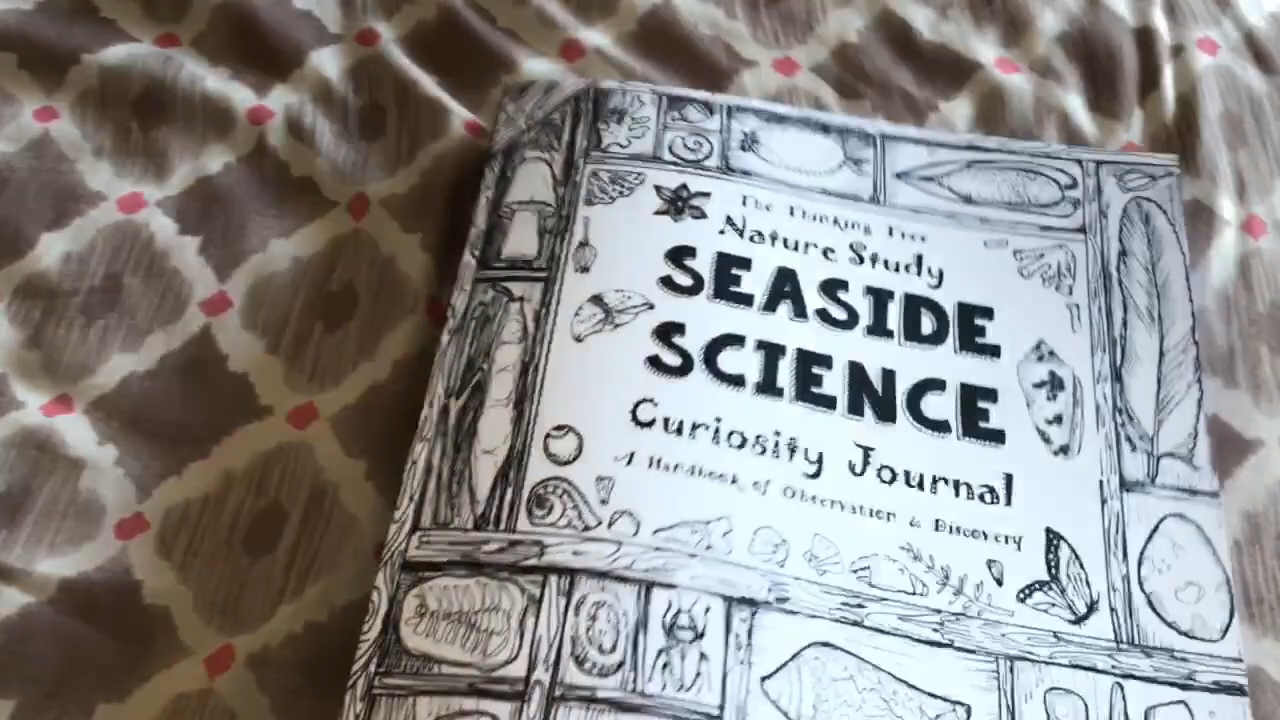 The Thinking Tree
Nature Study
SEASIDE
SCIENCE
Curiosity Journal
A Handbook of Observation & Discovery